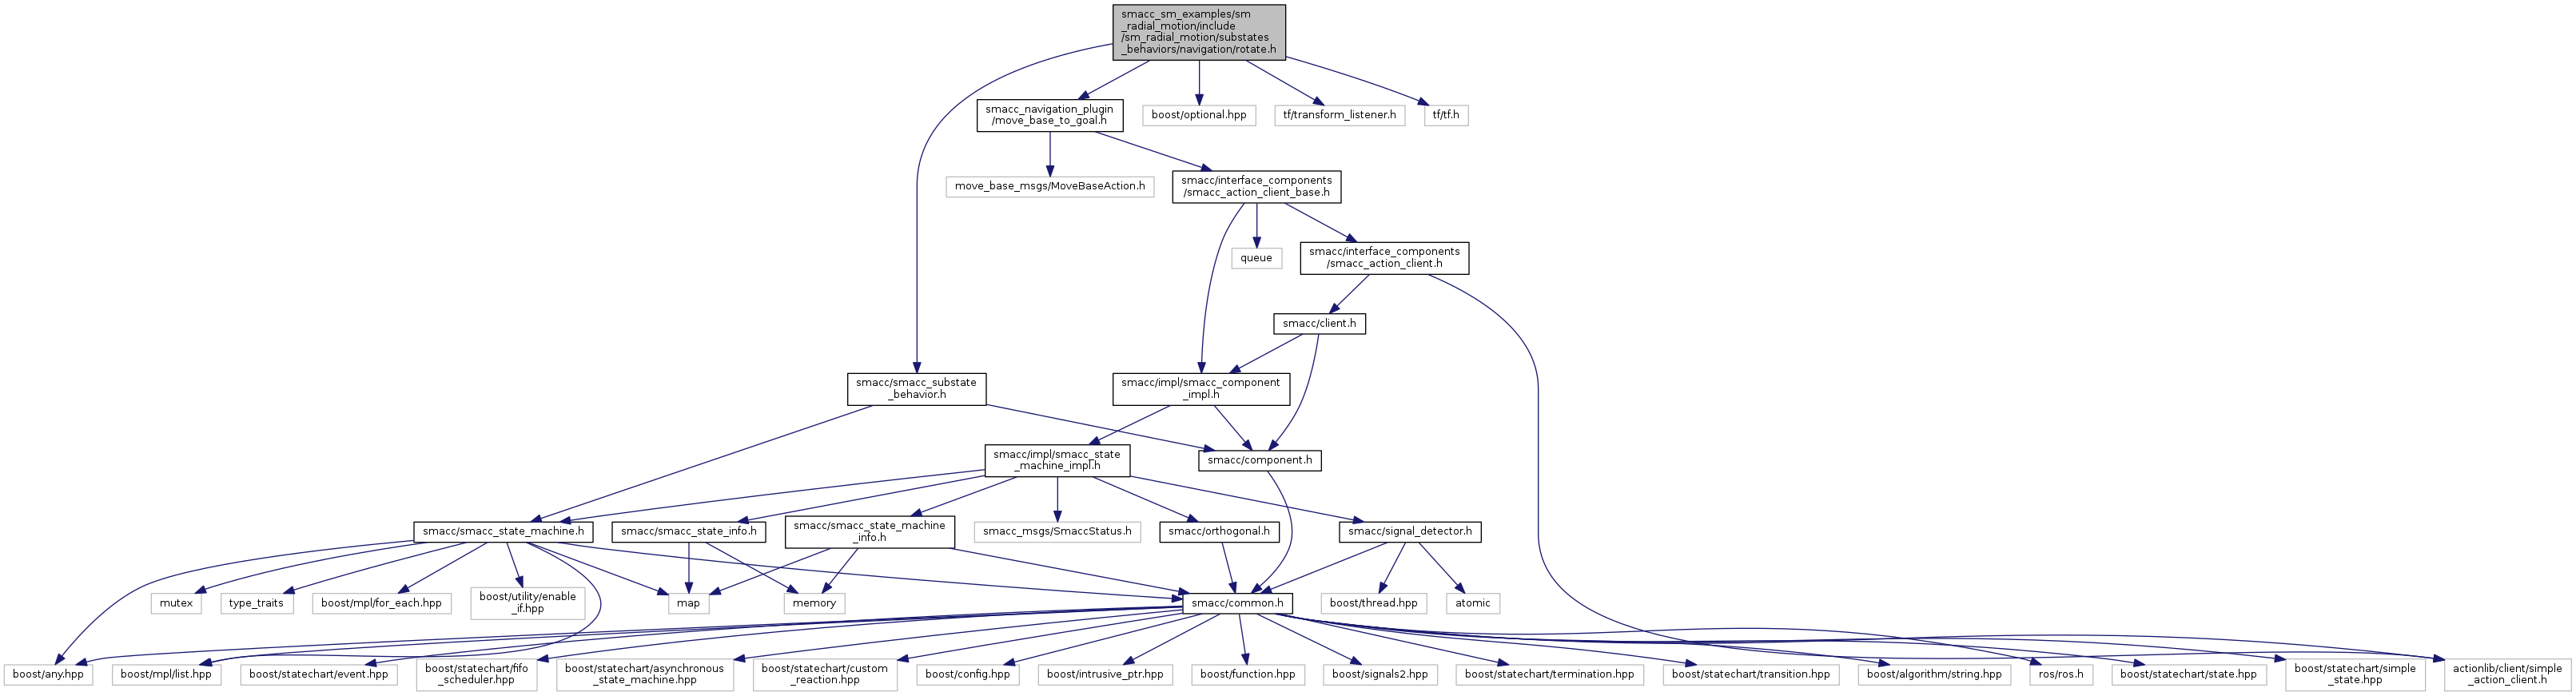 smacc_sm_examples/sm
_radial_motion/include
/sm_radial_motion/substates
_behaviors/navigation/rotate.h
smacc_navigation_plugin
/move_base_to_goal.h
boost/optional.hpp
tf/transform_listener.h
tf/tf.h
move_base_msgs/MoveBaseAction.h
smacc/interface_components
/smacc_action_client_base.h
queue
smacc/interface_components
/smacc_action_client.h
smacc/client.h
smacc/smacc_substate
_behavior.h
smacc/impl/smacc_component
_impl.h
smacc/impl/smacc_state
_machine_impl.h
smacc/component.h
smacc/smacc_state_machine.h
smacc/smacc_state_info.h
smacc/smacc_state_machine
_info.h
smacc_msgs/SmaccStatus.h
smacc/orthogonal.h
smacc/signal_detector.h
mutex
type_traits
boost/mpl/for_each.hpp
boost/utility/enable
_if.hpp
map
memory
smacc/common.h
boost/thread.hpp
atomic
boost/any.hpp
boost/mpl/list.hpp
boost/statechart/event.hpp
boost/statechart/fifo
_scheduler.hpp
boost/statechart/asynchronous
_state_machine.hpp
boost/statechart/custom
_reaction.hpp
boost/config.hpp
boost/intrusive_ptr.hpp
boost/function.hpp
boost/signals2.hpp
boost/statechart/termination.hpp
boost/statechart/transition.hpp
boost/algorithm/string.hpp
ros/ros.h
boost/statechart/state.hpp
boost/statechart/simple
_state.hpp
actionlib/client/simple
_action_client.h